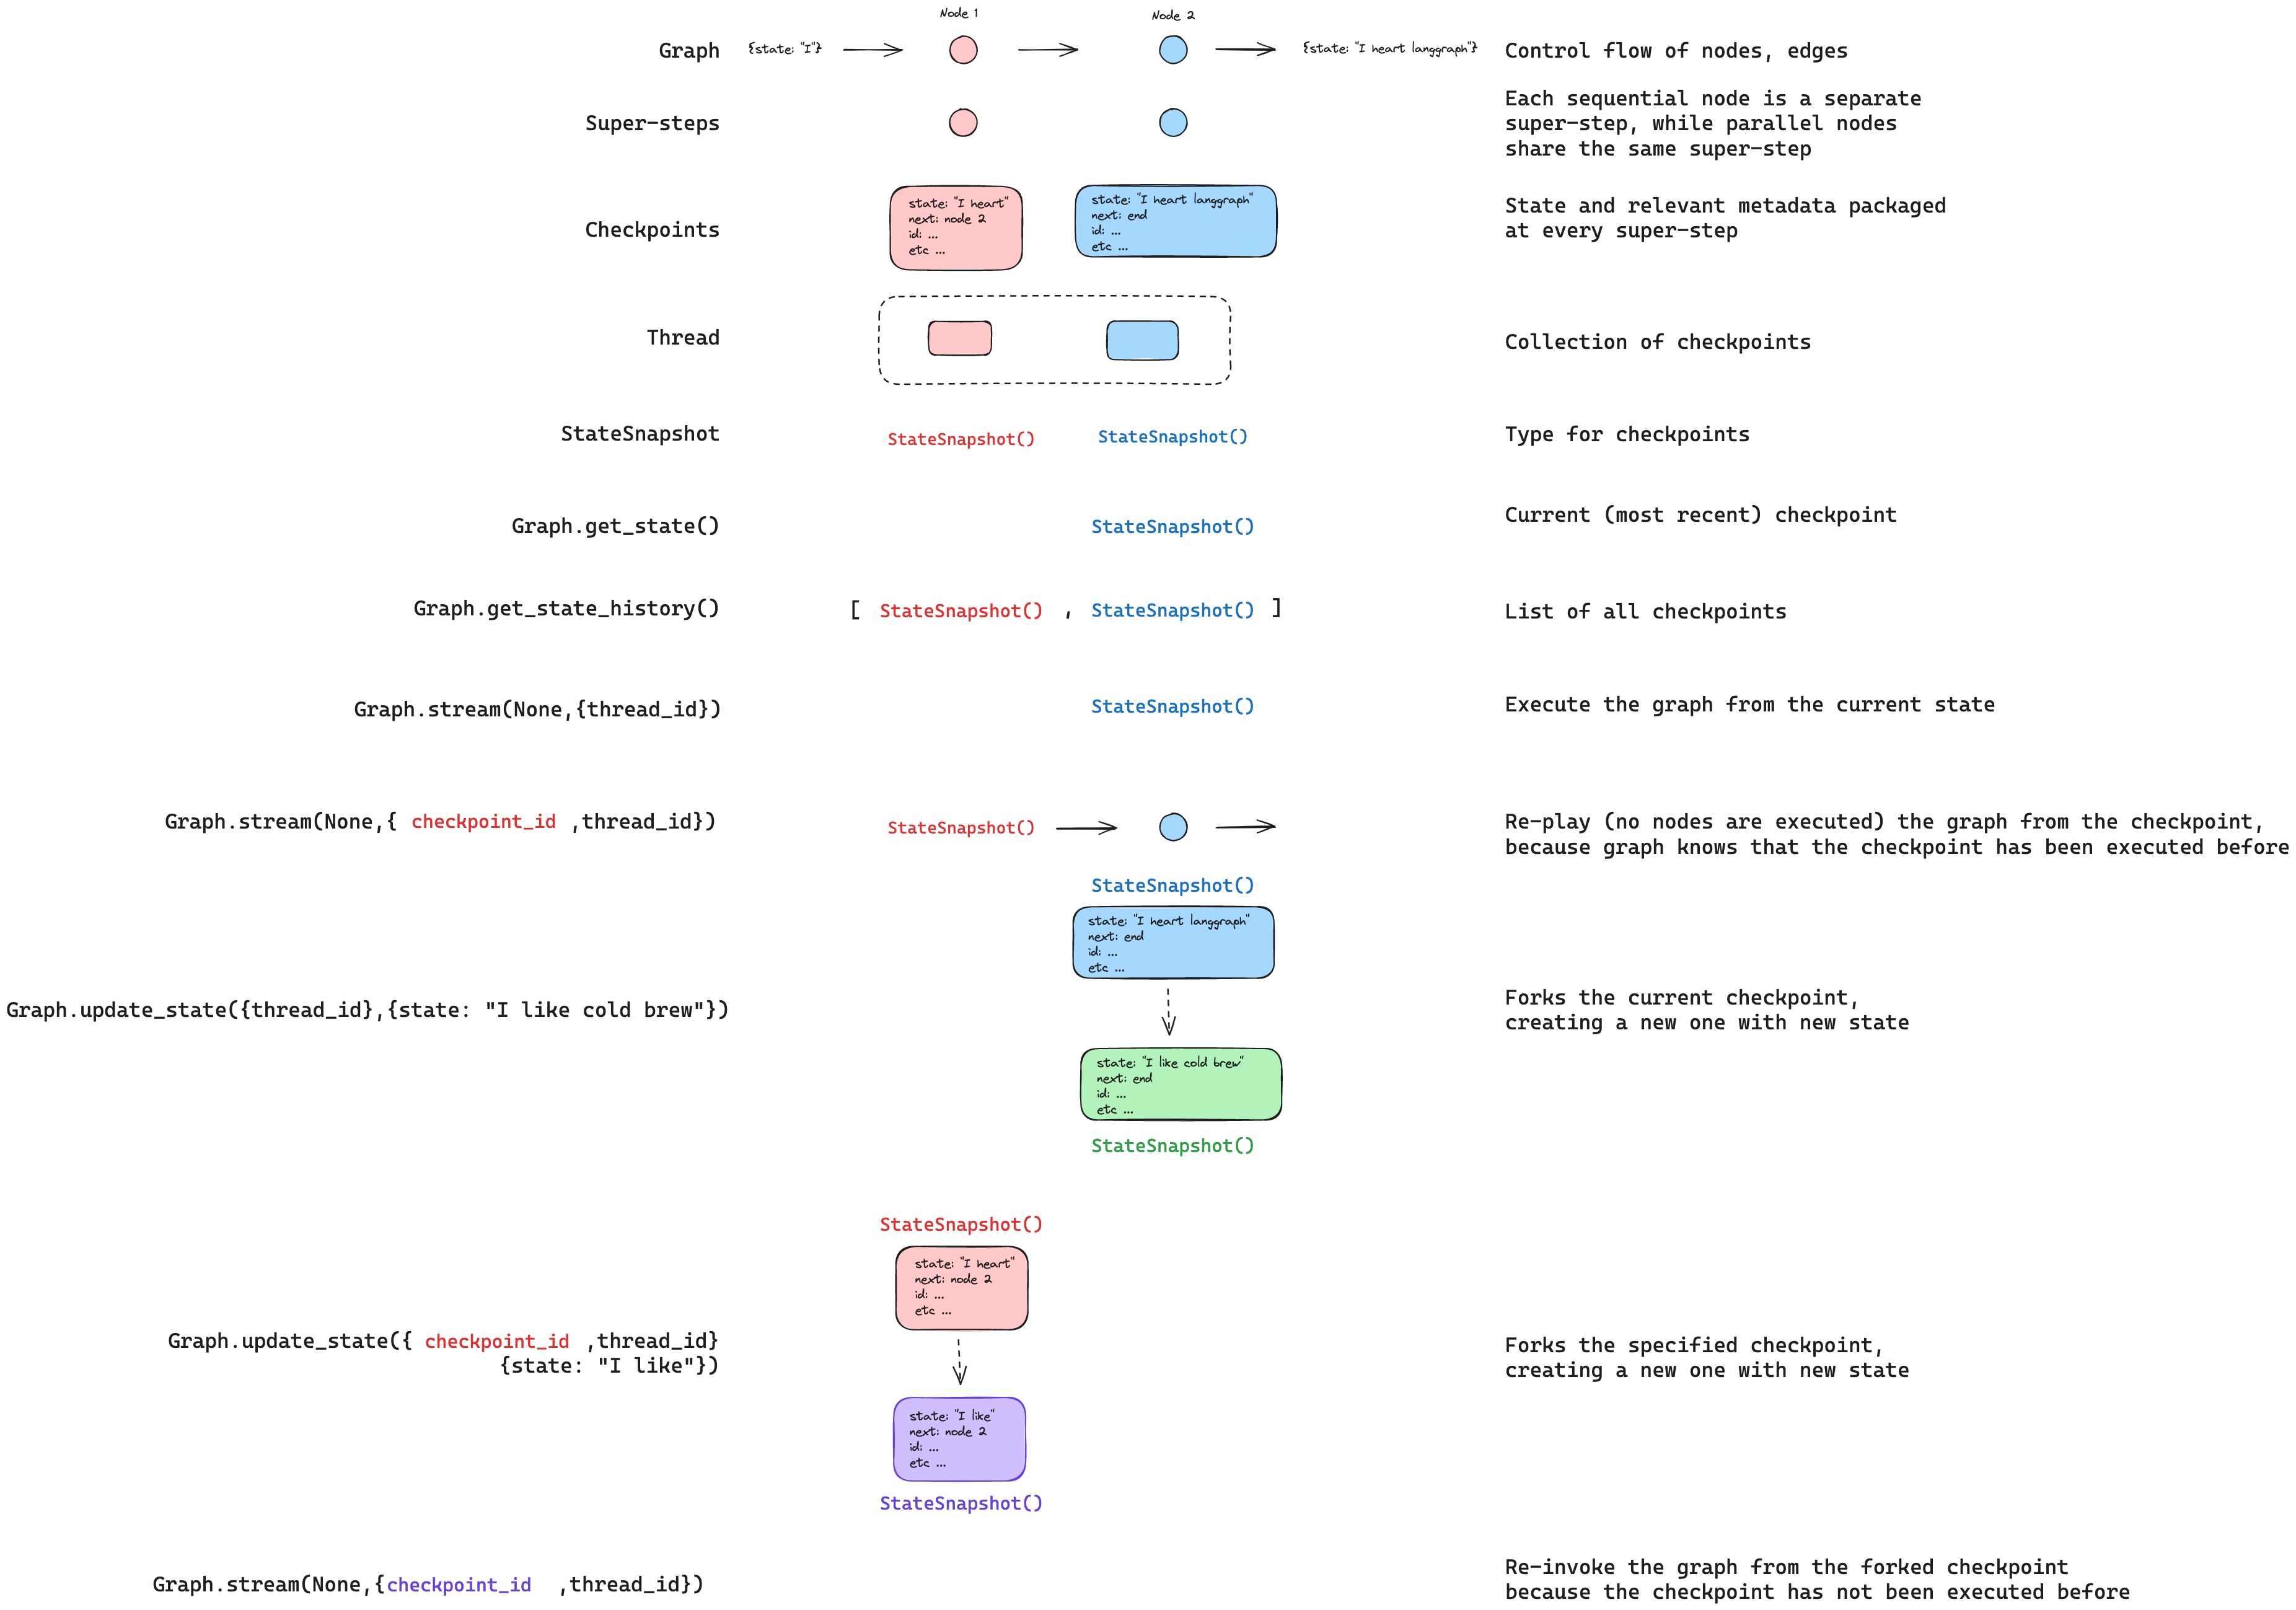 Node 1
Node 2
Graph
{state: "I"}
{state: "I heart langgraph"}
Control flow of nodes, edges
Super-steps
Each sequential node is a separate
super-step, while parallel nodes
share the same super-step
Checkpoints
state: "I heart"
next: node 2
id: ...
etc ...
state: "I heart langgraph"
next: end
id: ...
etc ...
State and relevant metadata packaged
at every super-step
Thread
Collection of checkpoints
StateSnapshot
StateSnapshot()
StateSnapshot()
Type for checkpoints
Graph.get_state()
StateSnapshot()
Current (most recent) checkpoint
Graph.get_state_history()
[ StateSnapshot() , StateSnapshot() ]
List of all checkpoints
Graph.stream(None,{thread_id})
StateSnapshot()
Execute the graph from the current state
Graph.stream(None,{ checkpoint_id ,thread_id})
StateSnapshot()
Re-play (no nodes are executed) the graph from the checkpoint,
because graph knows that the checkpoint has been executed before
StateSnapshot()
state: "I heart langgraph"
next: end
id: ...
etc ...
Graph.update_state({thread_id},{state: "I like cold brew"})
Forks the current checkpoint,
creating a new one with new state
state: "I like cold brew"
next: end
id: ...
etc ...
StateSnapshot()
StateSnapshot()
state: "I heart"
next: node 2
id: ...
etc ...
Graph.update_state({ checkpoint_id ,thread_id}
{state: "I like"})
Forks the specified checkpoint,
creating a new one with new state
state: "I like"
next: node 2
id: ...
etc ...
StateSnapshot()
Graph.stream(None,{checkpoint_id ,thread_id})
Re-invoke the graph from the forked checkpoint
because the checkpoint has not been executed before